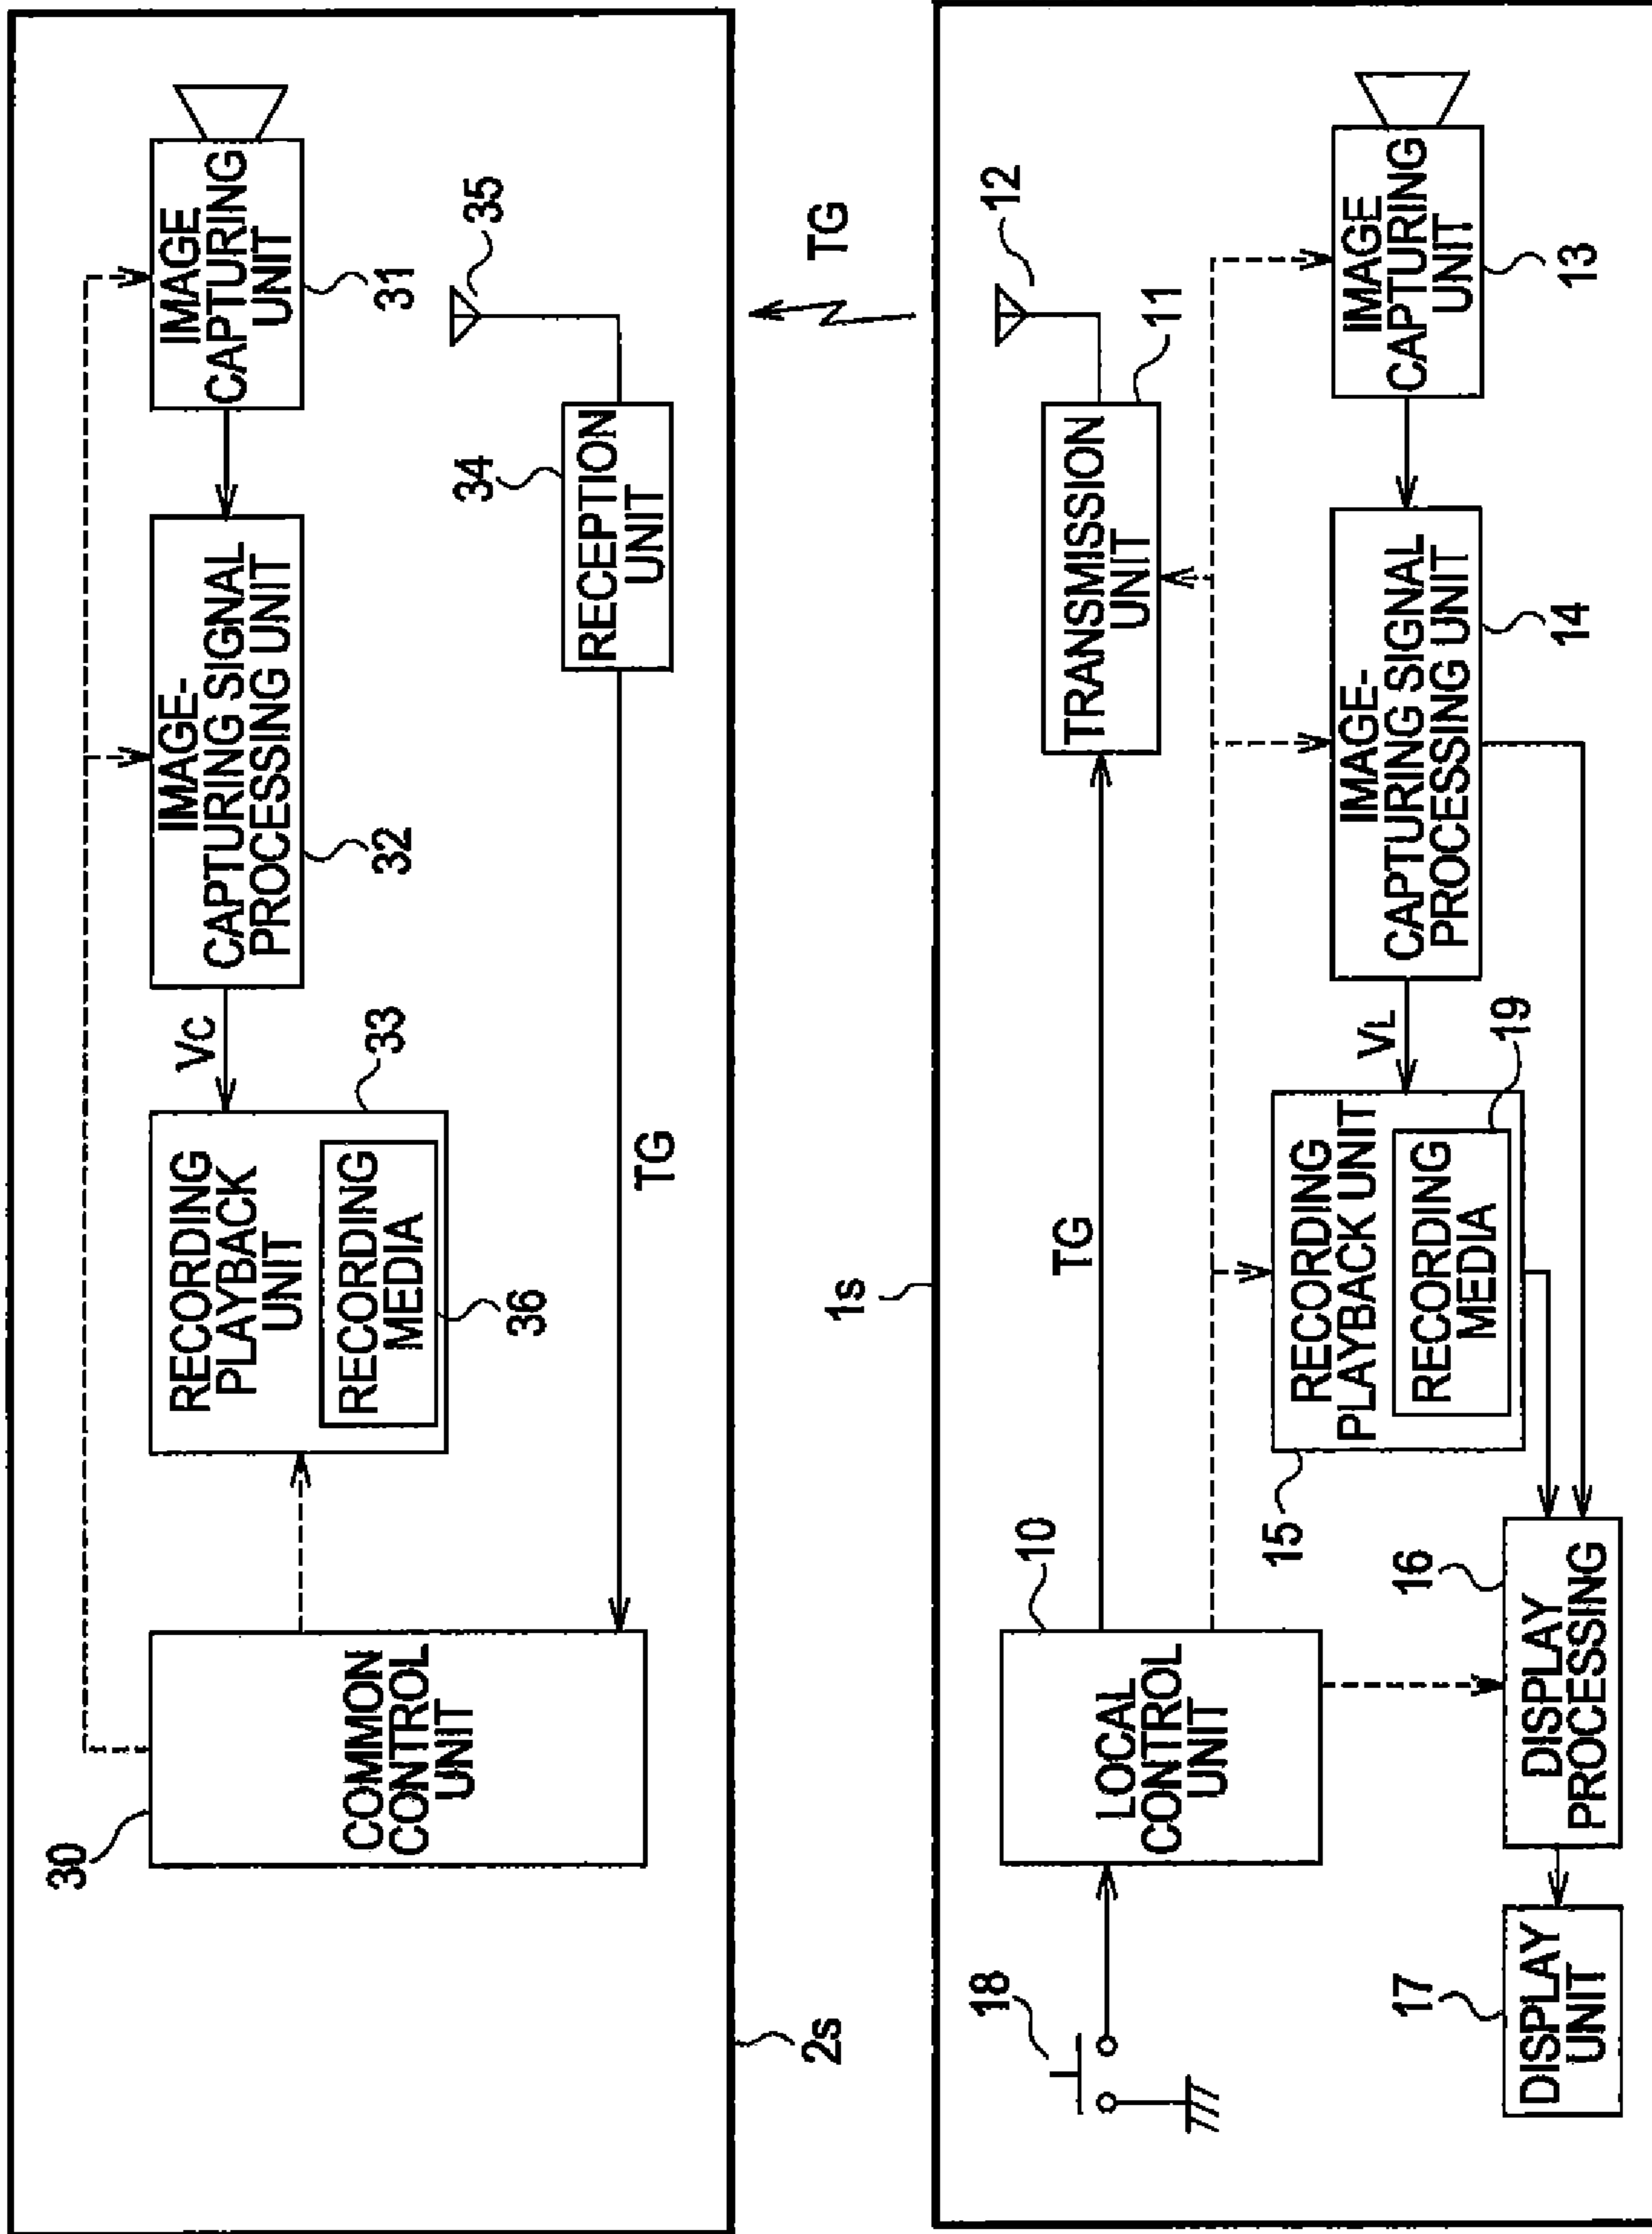 30
COMMON
CONTROL
UNIT
RECORDING
PLAYBACK
UNIT
RECORDING
MEDIA
36
33
Vc
IMAGE-
CAPTURING SIGNAL
PROCESSING UNIT
32
IMAGE
CAPTURING
UNIT
31
34
RECEPTION
UNIT
35
TG
2s
TG
1s
18
10
LOCAL
CONTROL
UNIT
TG
TRANSMISSION
UNIT
11
12
15
RECORDING
PLAYBACK UNIT
RECORDING
MEDIA
19
VL
IMAGE-
CAPTURING SIGNAL
PROCESSING UNIT
14
IMAGE
CAPTURING
UNIT
13
16
DISPLAY
PROCESSING
17
DISPLAY
UNIT